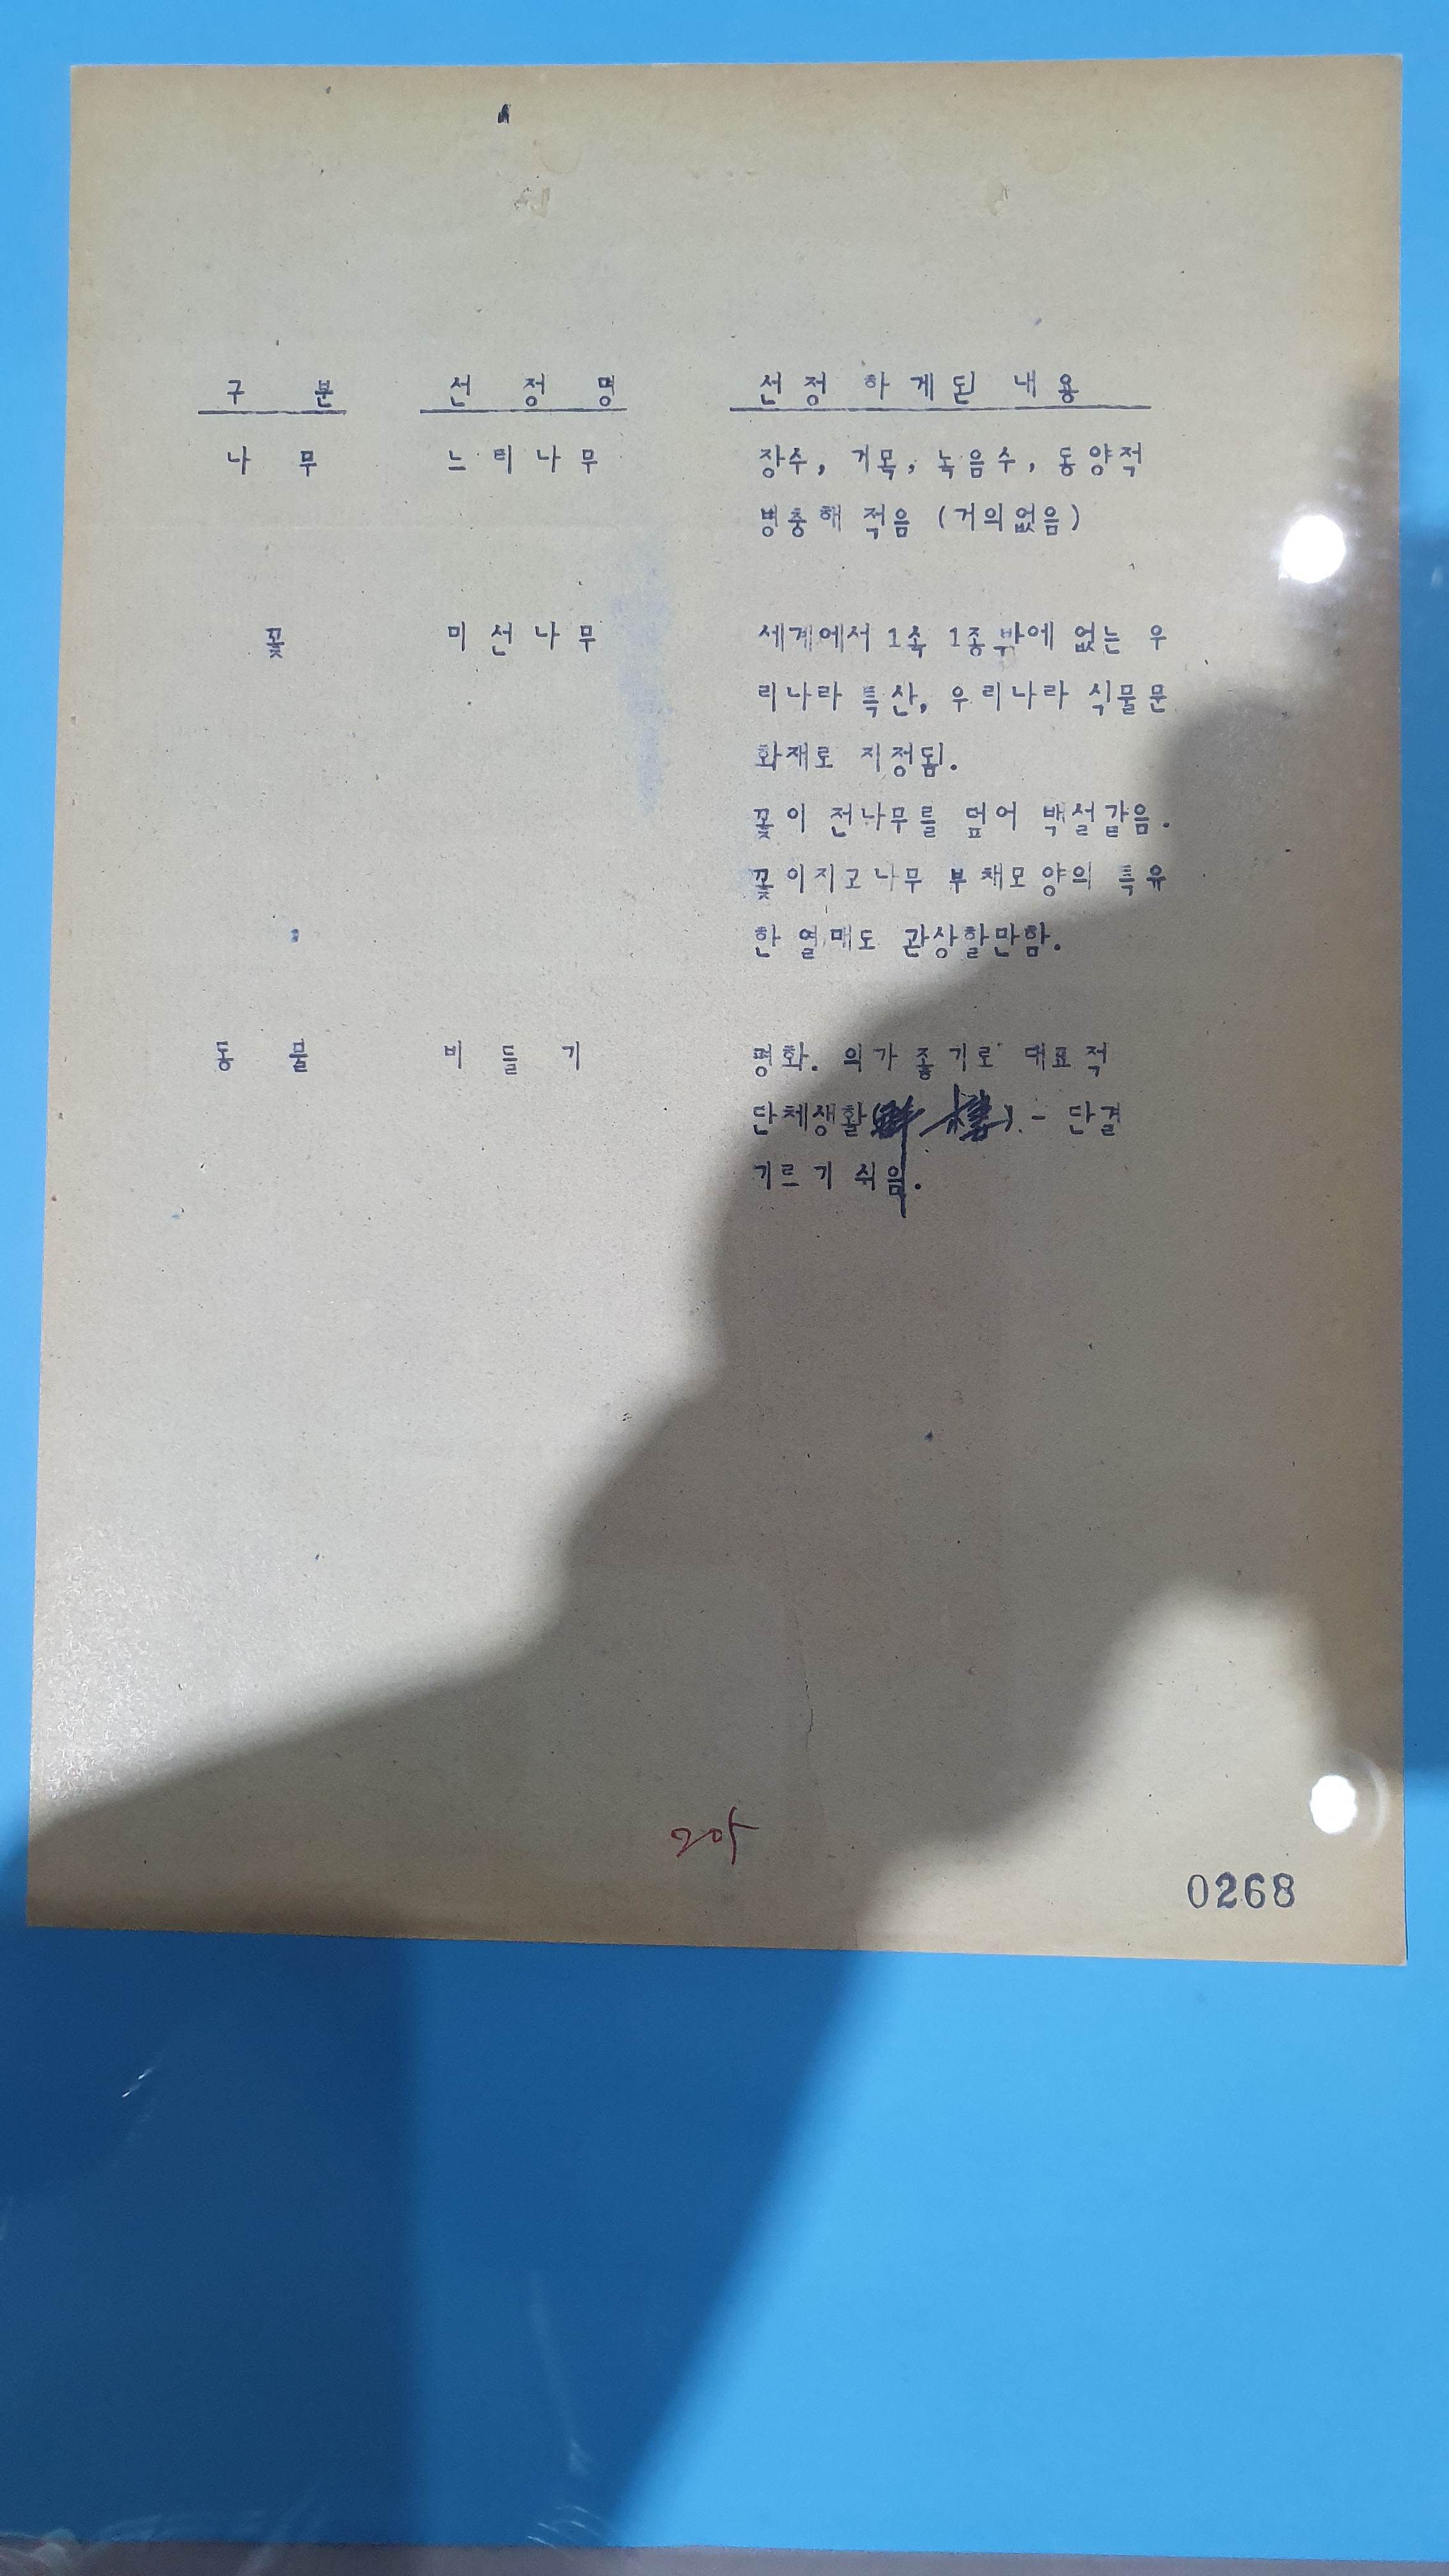 구 분 선 정 명 선정 하게된 내용
나 무 느티나무 장수, 거목, 녹음수, 동양적
병충해 적음 (거의없음)
꽃 미선나무 세계에서 1속 1종밖에 없는 우
리나라 특산, 우리나라 식물문
화재로 지정됨.
꽃이 전나무를 덮어 백설같음.
꽃이지고나무 부채모양의 특유
한 열매도 관상할만함.
동 물 비 들 기 평화. 의가 좋기로 대표적
단체생활( ). - 단결
기르기 쉬움.
0268